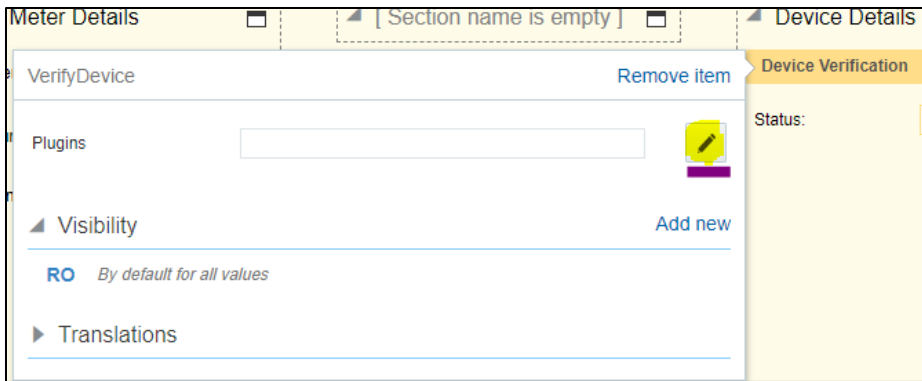 Meter Details
[ Section name is empty ]
Device Details
VerifyDevice
Remove item
Device Verification
Plugins
Status:
Visibility
Add new
RO By default for all values
Translations